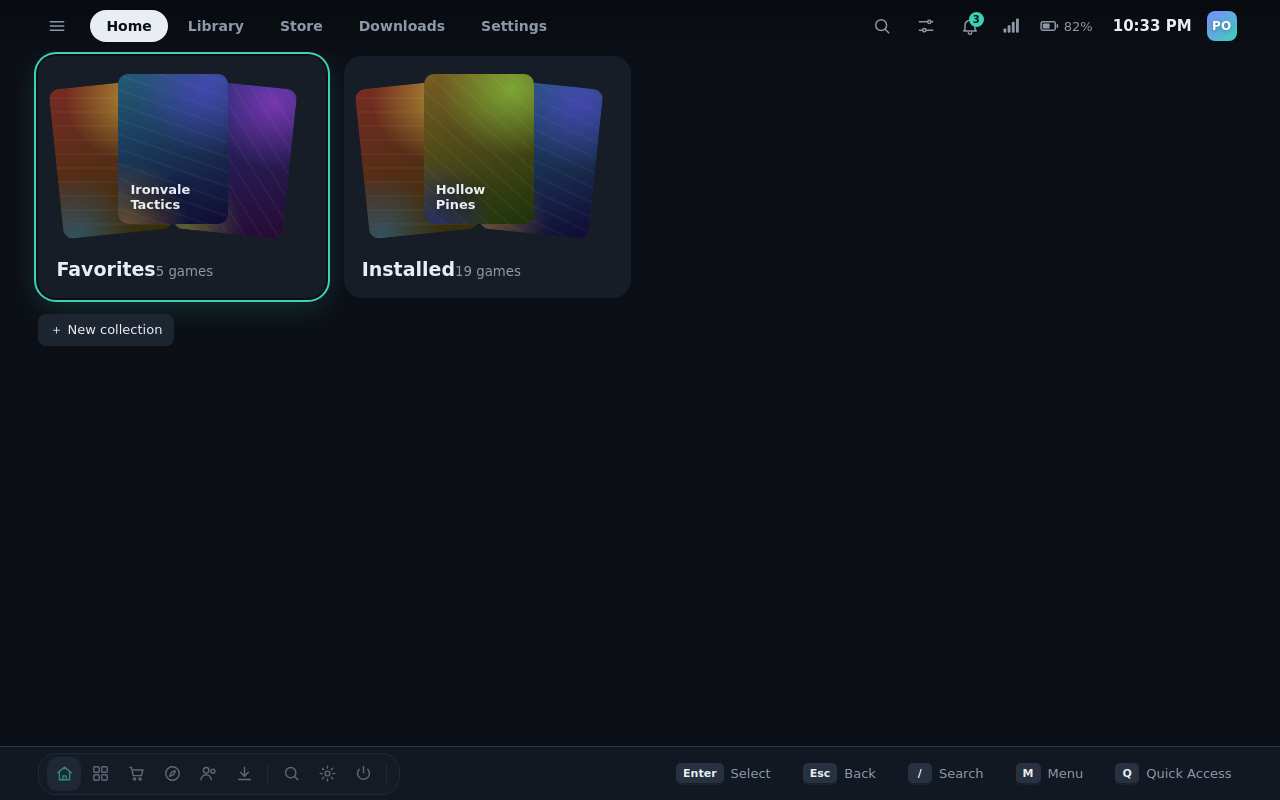 Home Library Store Downloads Settings 3 82% 10:33 PM PO
Ironvale
Tactics
Favorites 5 games
Hollow
Pines
Installed 19 games
+ New collection
Enter Select Esc Back / Search M Menu Q Quick Access